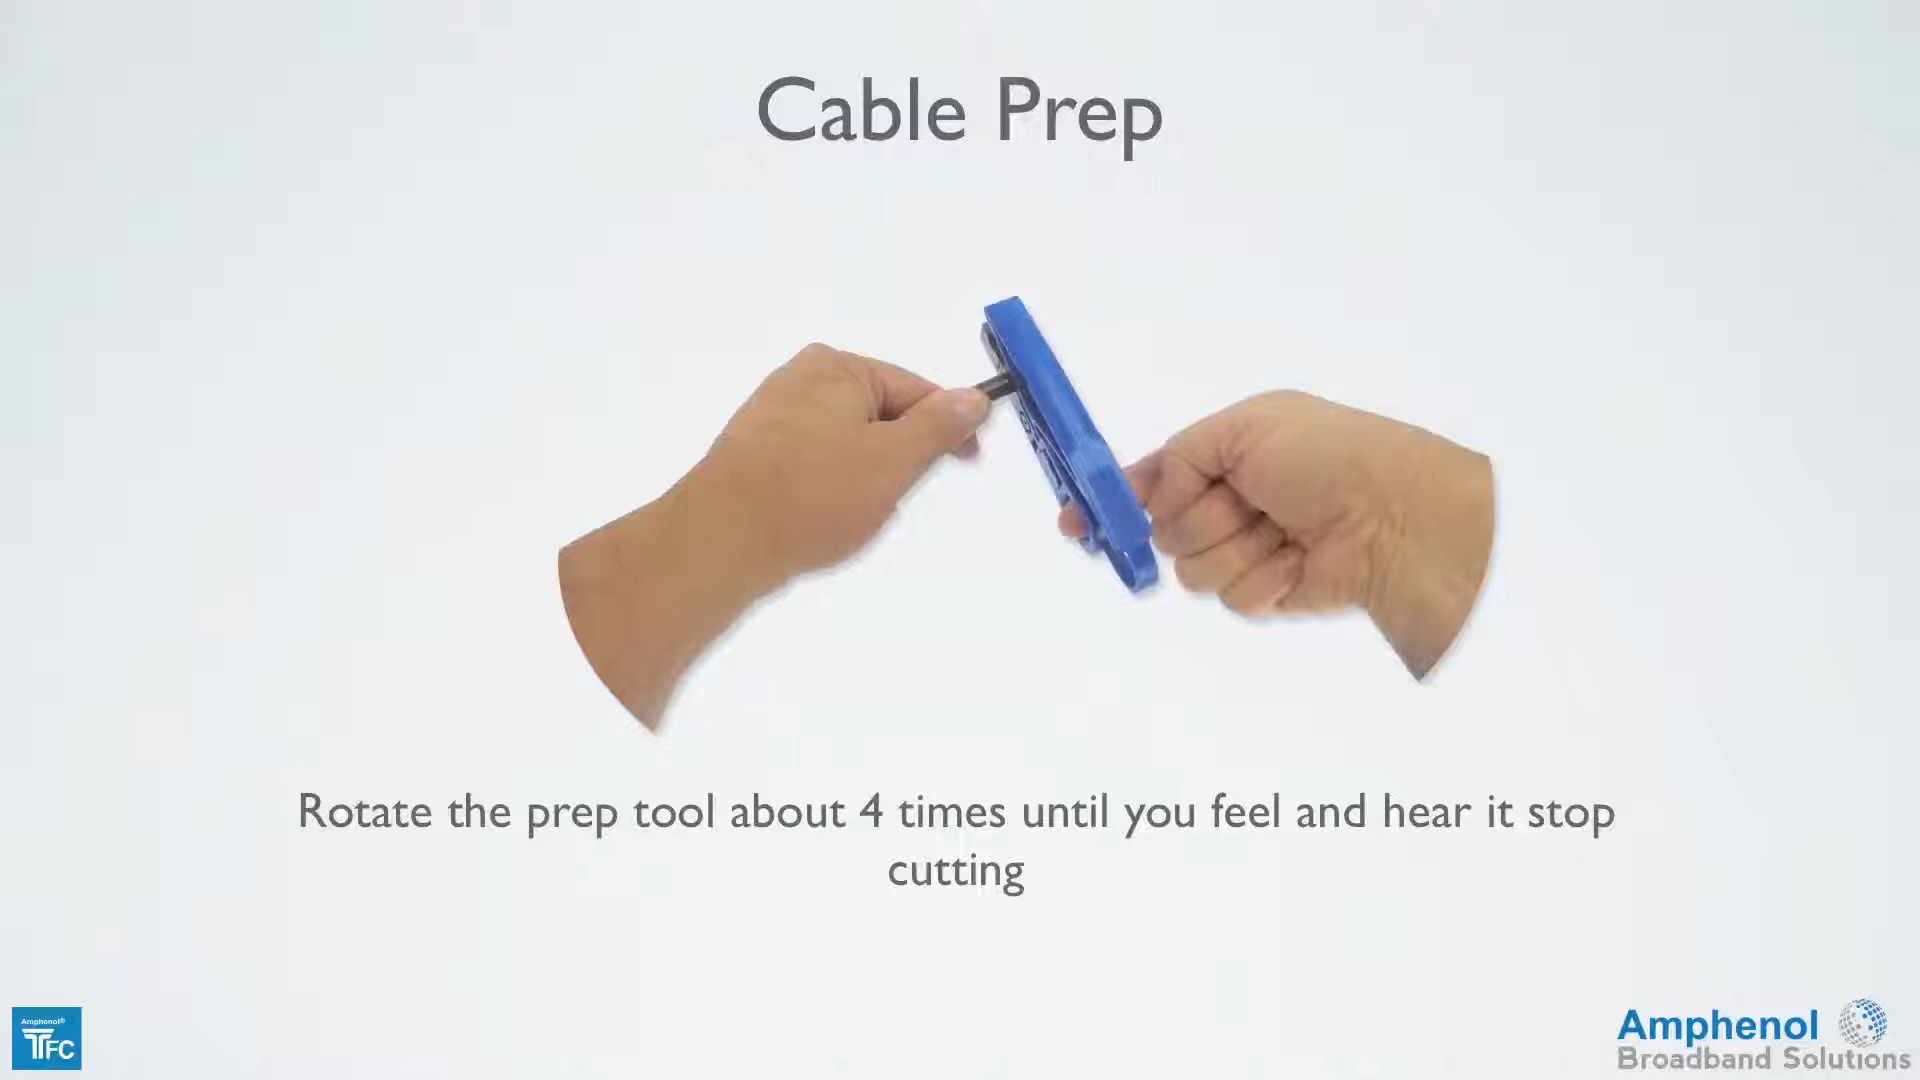 Cable Prep
Rotate the prep tool about 4 times until you feel and hear it stop
cutting
Amphenol®
TFC
Amphenol
Broadband Solutions